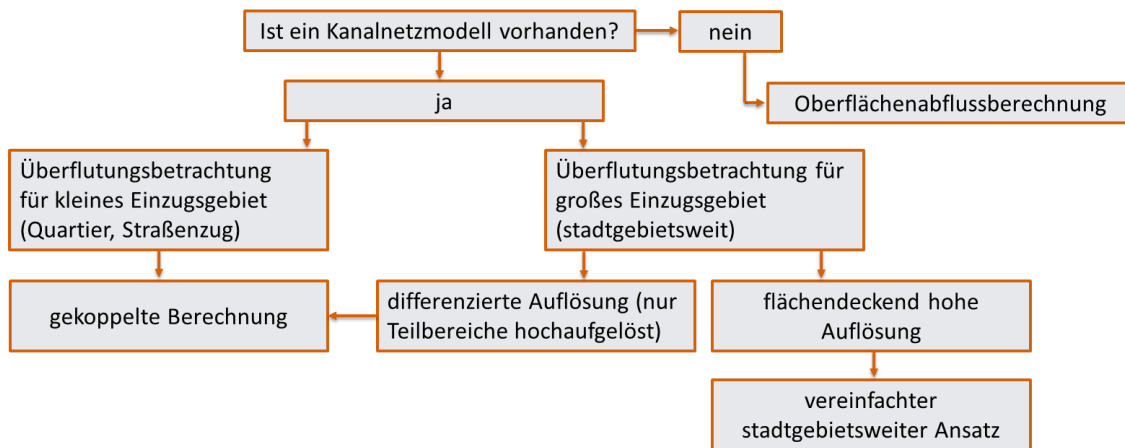 Ist ein Kanalnetzmodell vorhanden?
nein
ja
Oberflächenabflussberechnung
Überflutungsbetrachtung
für kleines Einzugsgebiet
(Quartier, Straßenzug)
Überflutungsbetrachtung für
großes Einzugsgebiet
(stadtgebietsweit)
gekoppelte Berechnung
differenzierte Auflösung (nur
Teilbereiche hochaufgelöst)
flächendeckend hohe
Auflösung
vereinfachter
stadtgebietsweiter Ansatz